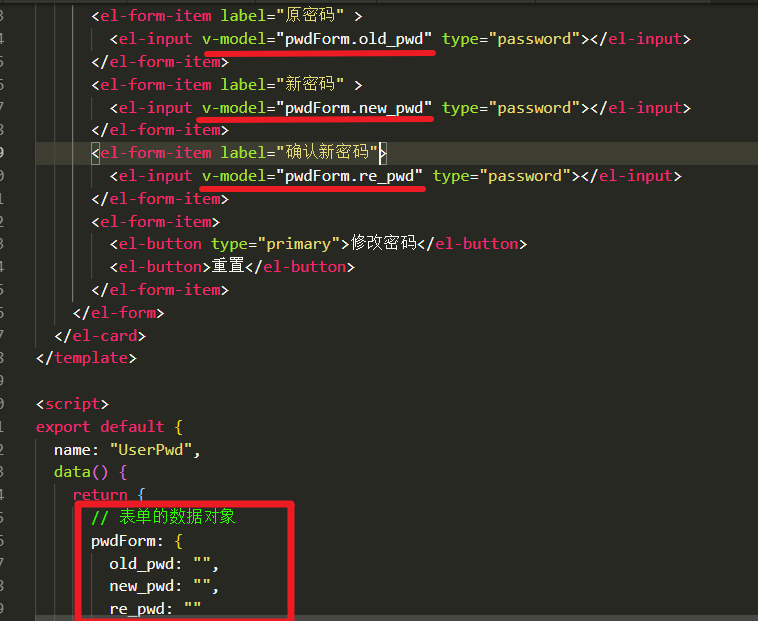 <el-form-item label="原密码" >
<el-input v-model="pwdForm.old_pwd" type="password"></el-input>
</el-form-item>
<el-form-item label="新密码" >
<el-input v-model="pwdForm.new_pwd" type="password"></el-input>
</el-form-item>
<el-form-item label="确认新密码">
<el-input v-model="pwdForm.re_pwd" type="password"></el-input>
</el-form-item>
<el-form-item>
<el-button type="primary">修改密码</el-button>
<el-button>重置</el-button>
</el-form-item>
</el-form>
</el-card>
</template>
<script>
export default {
name: "UserPwd",
data() {
return {
// 表单的数据对象
pwdForm: {
old_pwd: "",
new_pwd: "",
re_pwd: ""